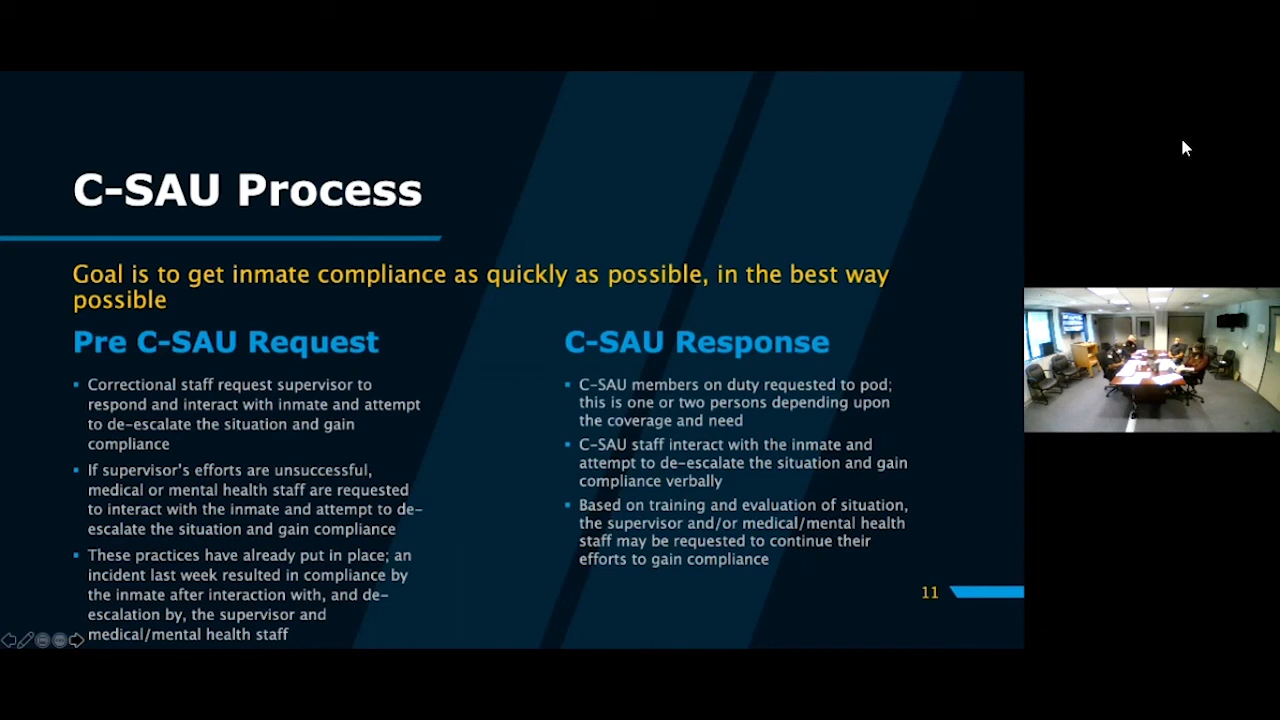 C-SAU Process
Goal is to get inmate compliance as quickly as possible, in the best way
possible
Pre C-SAU Request
▪ Correctional staff request supervisor to
respond and interact with inmate and attempt
to de-escalate the situation and gain
compliance
▪ If supervisor's efforts are unsuccessful,
medical or mental health staff are requested
to interact with the inmate and attempt to de-
escalate the situation and gain compliance
▪ These practices have already put in place; an
incident last week resulted in compliance by
the inmate after interaction with, and de-
escalation by, the supervisor and
medical/mental health staff
C-SAU Response
▪ C-SAU members on duty requested to pod;
this is one or two persons depending upon
the coverage and need
▪ C-SAU staff interact with the inmate and
attempt to de-escalate the situation and gain
compliance verbally
▪ Based on training and evaluation of situation,
the supervisor and/or medical/mental health
staff may be requested to continue their
efforts to gain compliance
11